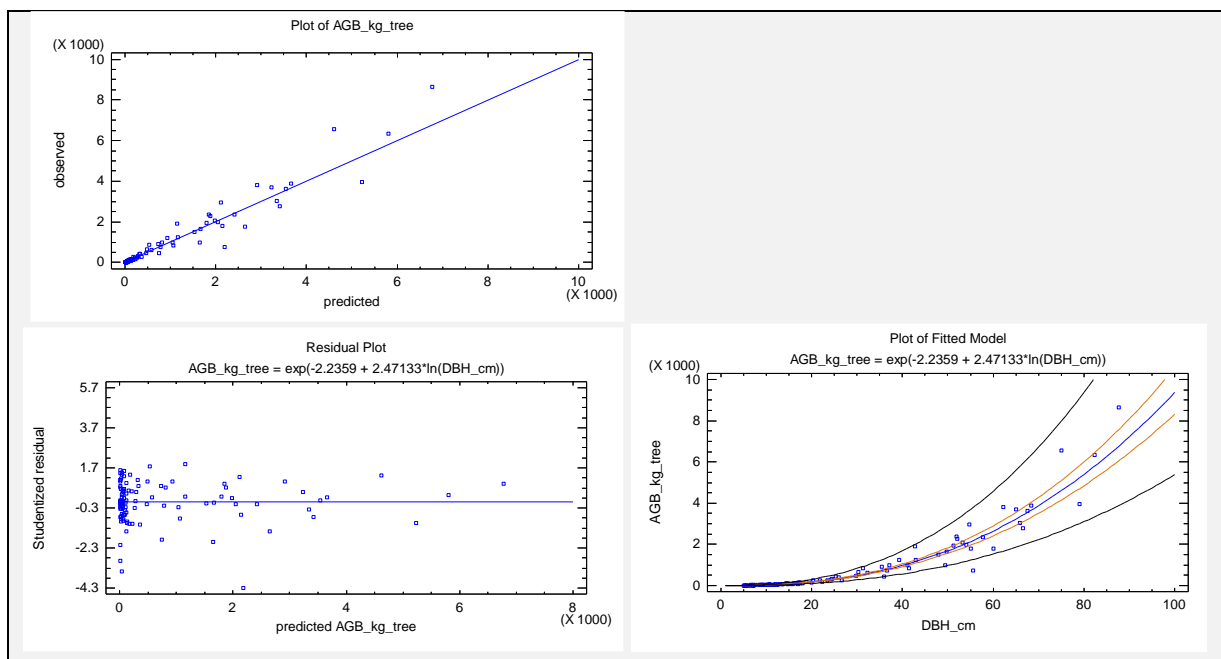 Plot of AGB_kg_tree
(X 1000)
10
8
6
4
2
0
observed
0 2 4 6 8 10
(X 1000)
predicted
Residual Plot
AGB_kg_tree = exp(-2.2359 + 2.47133*ln(DBH_cm))
5.7
3.7
1.7
-0.3
-2.3
-4.3
Studentized residual
0 2 4 6 8
(X 1000)
predicted AGB_kg_tree
Plot of Fitted Model
AGB_kg_tree = exp(-2.2359 + 2.47133*ln(DBH_cm))
(X 1000)
10
8
6
4
2
0
AGB_kg_tree
0 20 40 60 80 100
DBH_cm